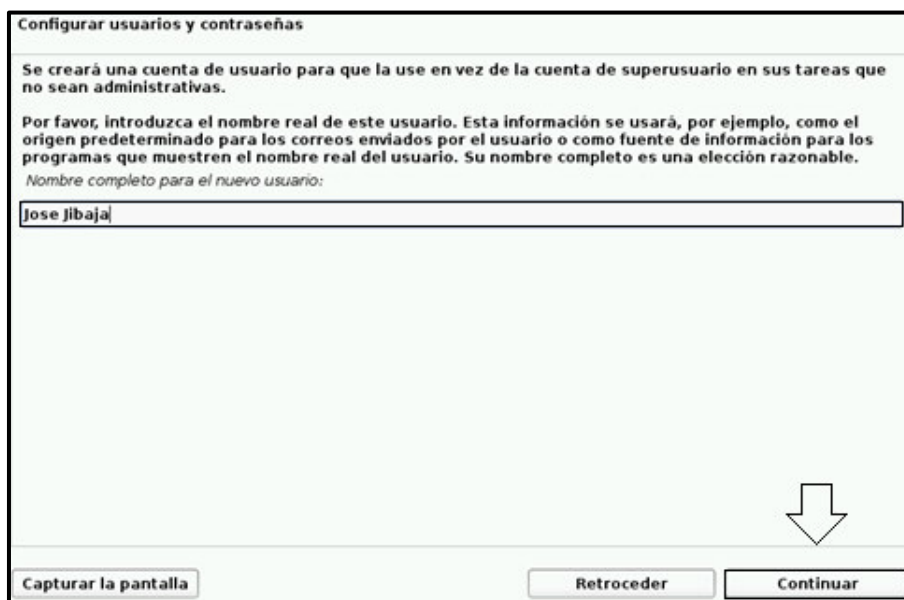 Configurar usuarios y contraseñas
Se creará una cuenta de usuario para que la use en vez de la cuenta de superusuario en sus tareas que
no sean administrativas.
Por favor, introduzca el nombre real de este usuario. Esta información se usará, por ejemplo, como el
origen predeterminado para los correos enviados por el usuario o como fuente de información para los
programas que muestren el nombre real del usuario. Su nombre completo es una elección razonable.
Nombre completo para el nuevo usuario:
Jose Jibaja
Capturar la pantalla
Retroceder
Continuar